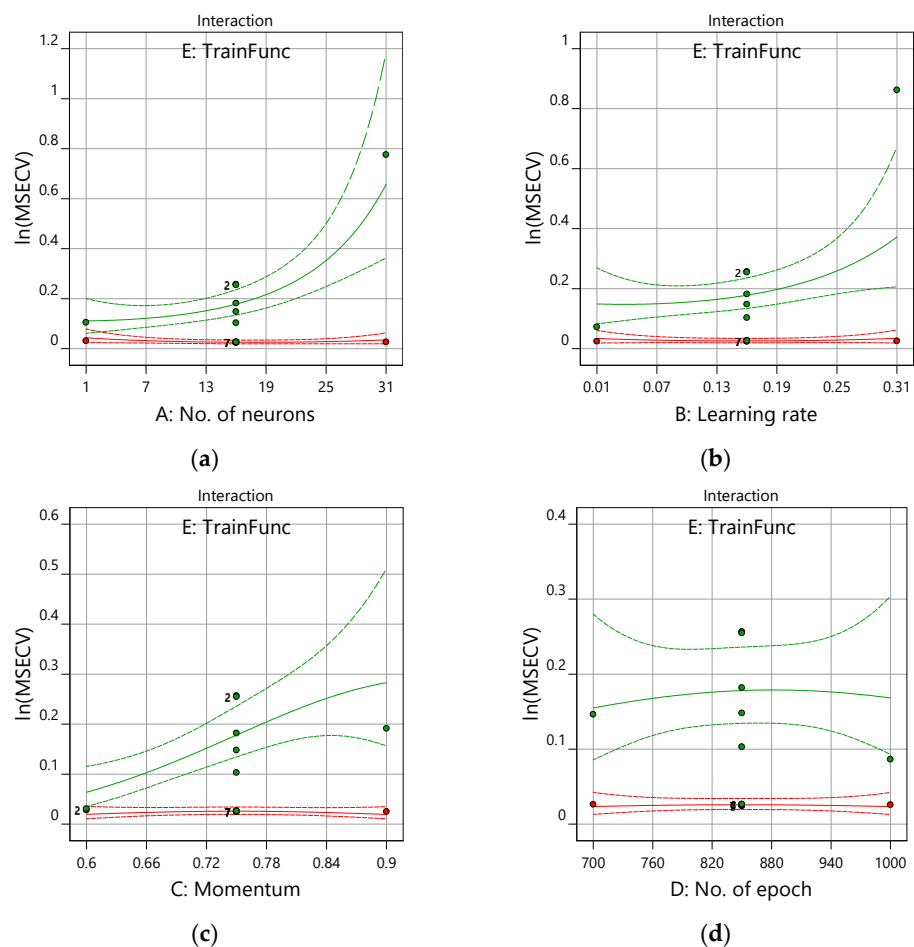 Interaction
E: TrainFunc
ln(MSECV)
1.2
1
0.8
0.6
0.4
0.2
0
2
7
1 7 13 19 25 31
A: No. of neurons
(a)
Interaction
E: TrainFunc
ln(MSECV)
1
0.8
0.6
0.4
0.2
0
2
7
0.01 0.07 0.13 0.19 0.25 0.31
B: Learning rate
(b)
Interaction
E: TrainFunc
ln(MSECV)
0.6
0.5
0.4
0.3
0.2
0.1
0
2
2
7
0.6 0.66 0.72 0.78 0.84 0.9
C: Momentum
(c)
Interaction
E: TrainFunc
ln(MSECV)
0.4
0.3
0.2
0.1
0
700 760 820 880 940 1000
D: No. of epoch
(d)